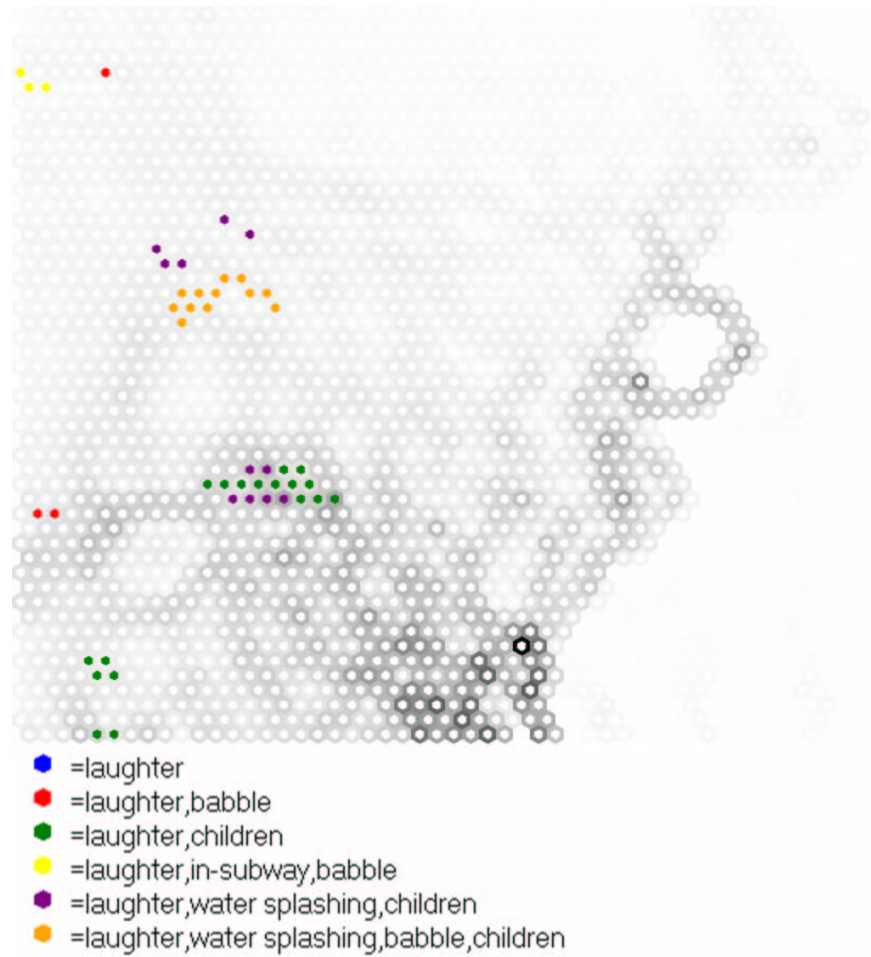 =laughter
=laughter,babble
=laughter,children
=laughter,in-subway,babble
=laughter,water splashing,children
=laughter,water splashing,babble,children